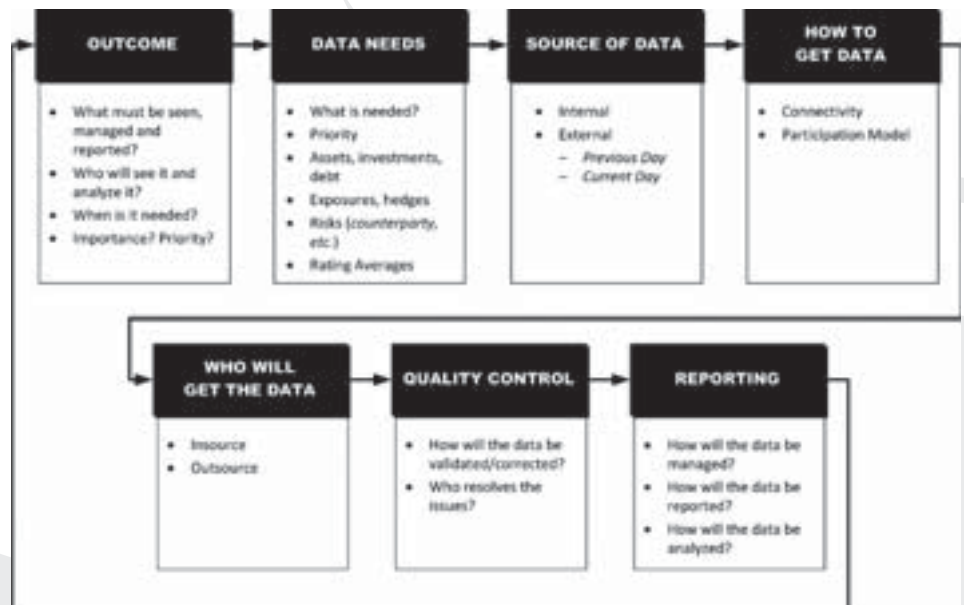 OUTCOME
• What must be seen,
managed and
reported?
• Who will see it and
analyze it?
• When is it needed?
• Importance? Priority?
DATA NEEDS
• What is needed?
• Priority
• Assets, investments,
debt
• Exposures, hedges
• Risks (counterparty,
etc.)
• Rating Averages
SOURCE OF DATA
• Internal
• External
– Previous Day
– Current Day
HOW TO
GET DATA
• Connectivity
• Participation Model
WHO WILL
GET THE DATA
• Insource
• Outsource
QUALITY CONTROL
• How will the data be
validated/corrected?
• Who resolves the
issues?
REPORTING
• How will the data be
managed?
• How will the data be
reported?
• How will the data be
analyzed?